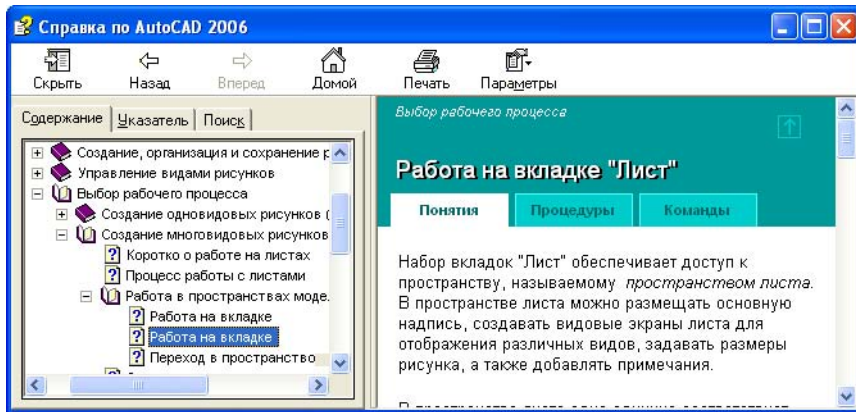 Справка по AutoCAD 2006
Скрыть Назад Вперед Домой Печать Параметры
Содержание Указатель Поиск
Создание, организация и сохранение р
Управление видами рисунков
Выбор рабочего процесса
Создание одновидовых рисунков (
Создание многовидовых рисунков
Коротко о работе на листах
Процесс работы с листами
Работа в пространствах моде.
Работа на вкладке
Работа на вкладке
Переход в пространство
Выбор рабочего процесса
Работа на вкладке "Лист"
Понятия Процедуры Команды
Набор вкладок "Лист" обеспечивает доступ к
пространству, называемому пространством листа.
В пространстве листа можно размещать основную
надпись, создавать видовые экраны листа для
отображения различных видов, задавать размеры
рисунка, а также добавлять примечания.